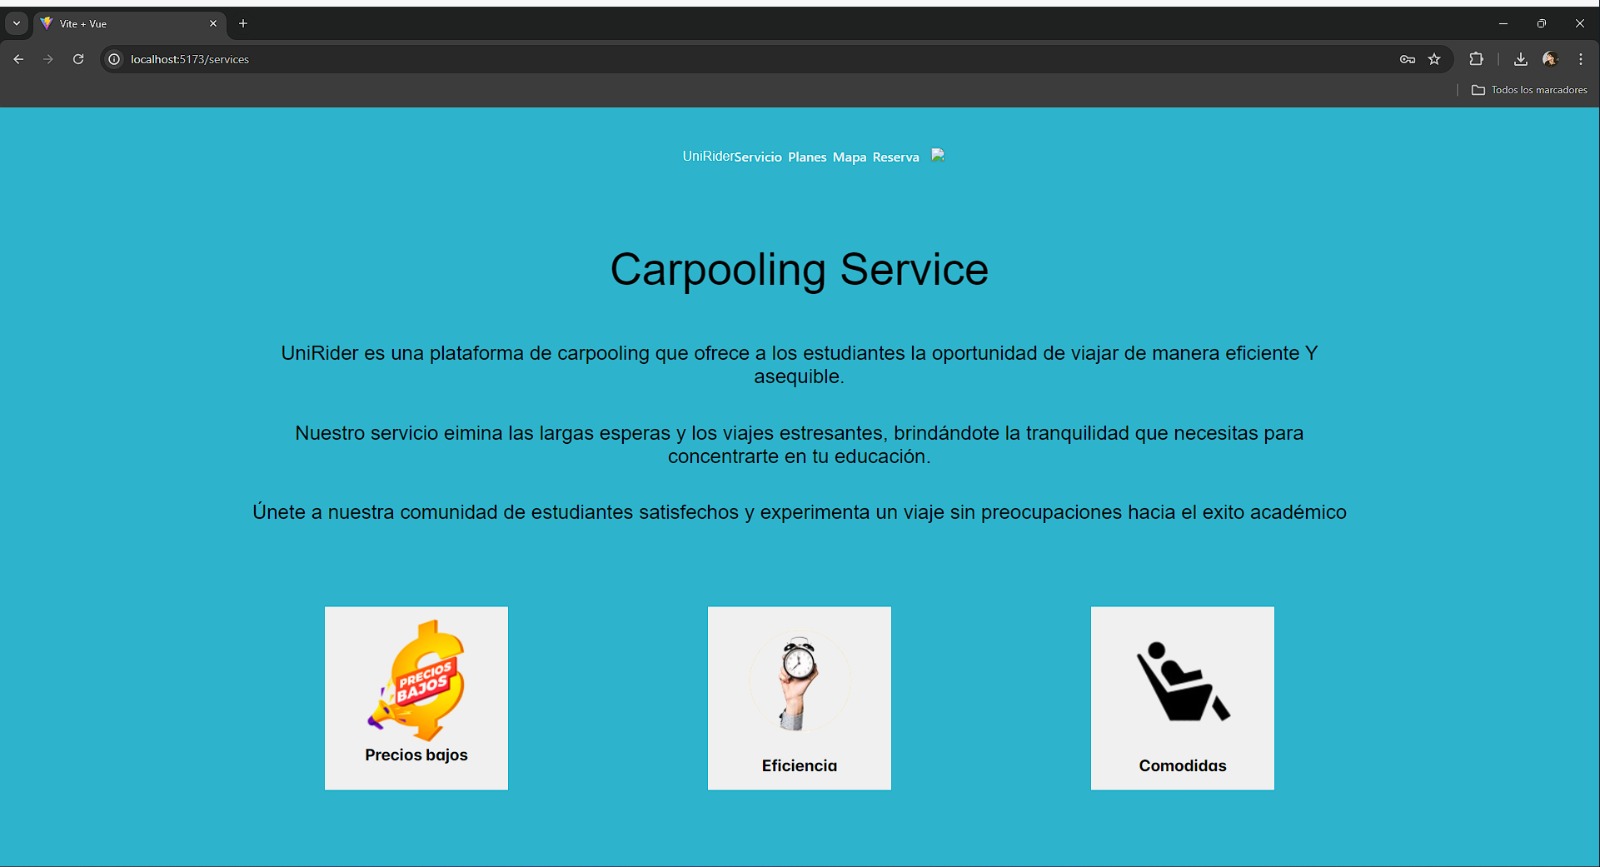 Vite + Vue
localhost:5173/services
Todos los marcadores
UniRiderServicio Planes Mapa Reserva
Carpooling Service
UniRider es una plataforma de carpooling que ofrece a los estudiantes la oportunidad de viajar de manera eficiente Y
asequible.
Nuestro servicio eimina las largas esperas y los viajes estresantes, brindándote la tranquilidad que necesitas para
concentrarte en tu educación.
Únete a nuestra comunidad de estudiantes satisfechos y experimenta un viaje sin preocupaciones hacia el exito académico
PRECIOS
BAJOS
Precios bajos
Eficiencia
Comodidas